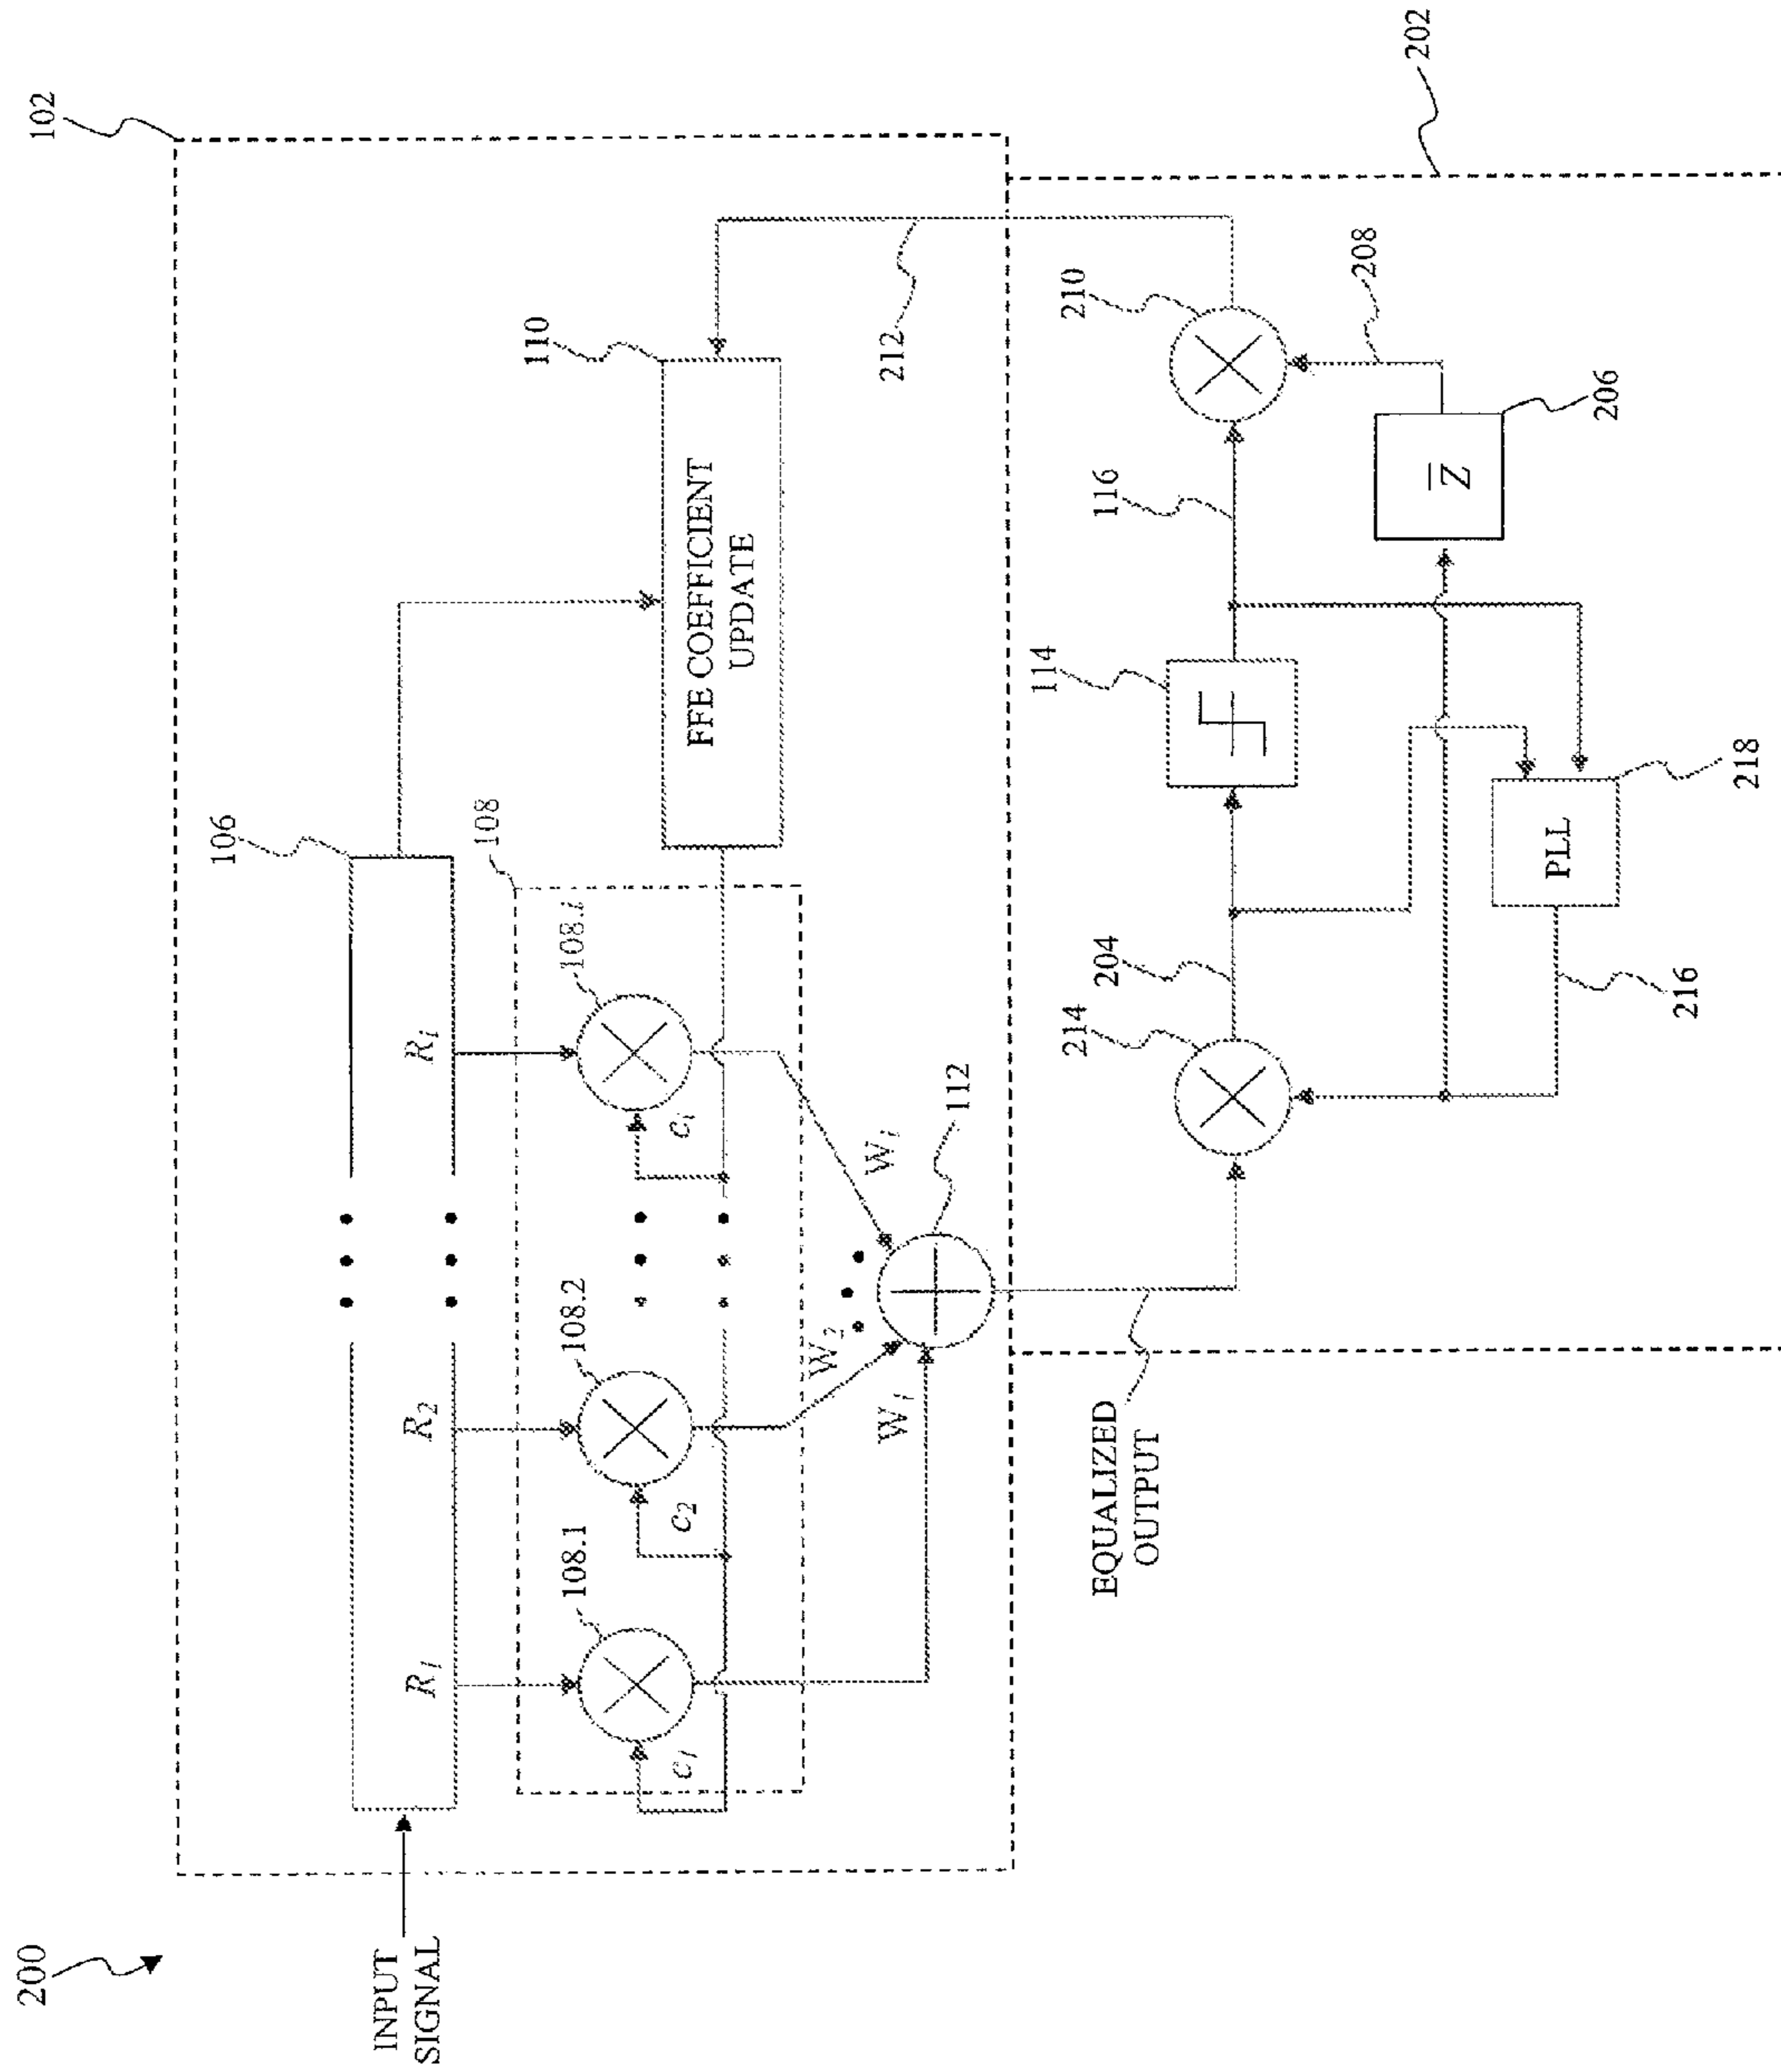 200
102
INPUT
SIGNAL
106
R1
R2
Ri
108
108.1
108.2
108.i
c1
c2
ci
110
FFE COEFFICIENT
UPDATE
W1
W2
Wi
112
EQUALIZED
OUTPUT
212
202
214
204
114
116
210
208
Z̅
206
PLL
216
218